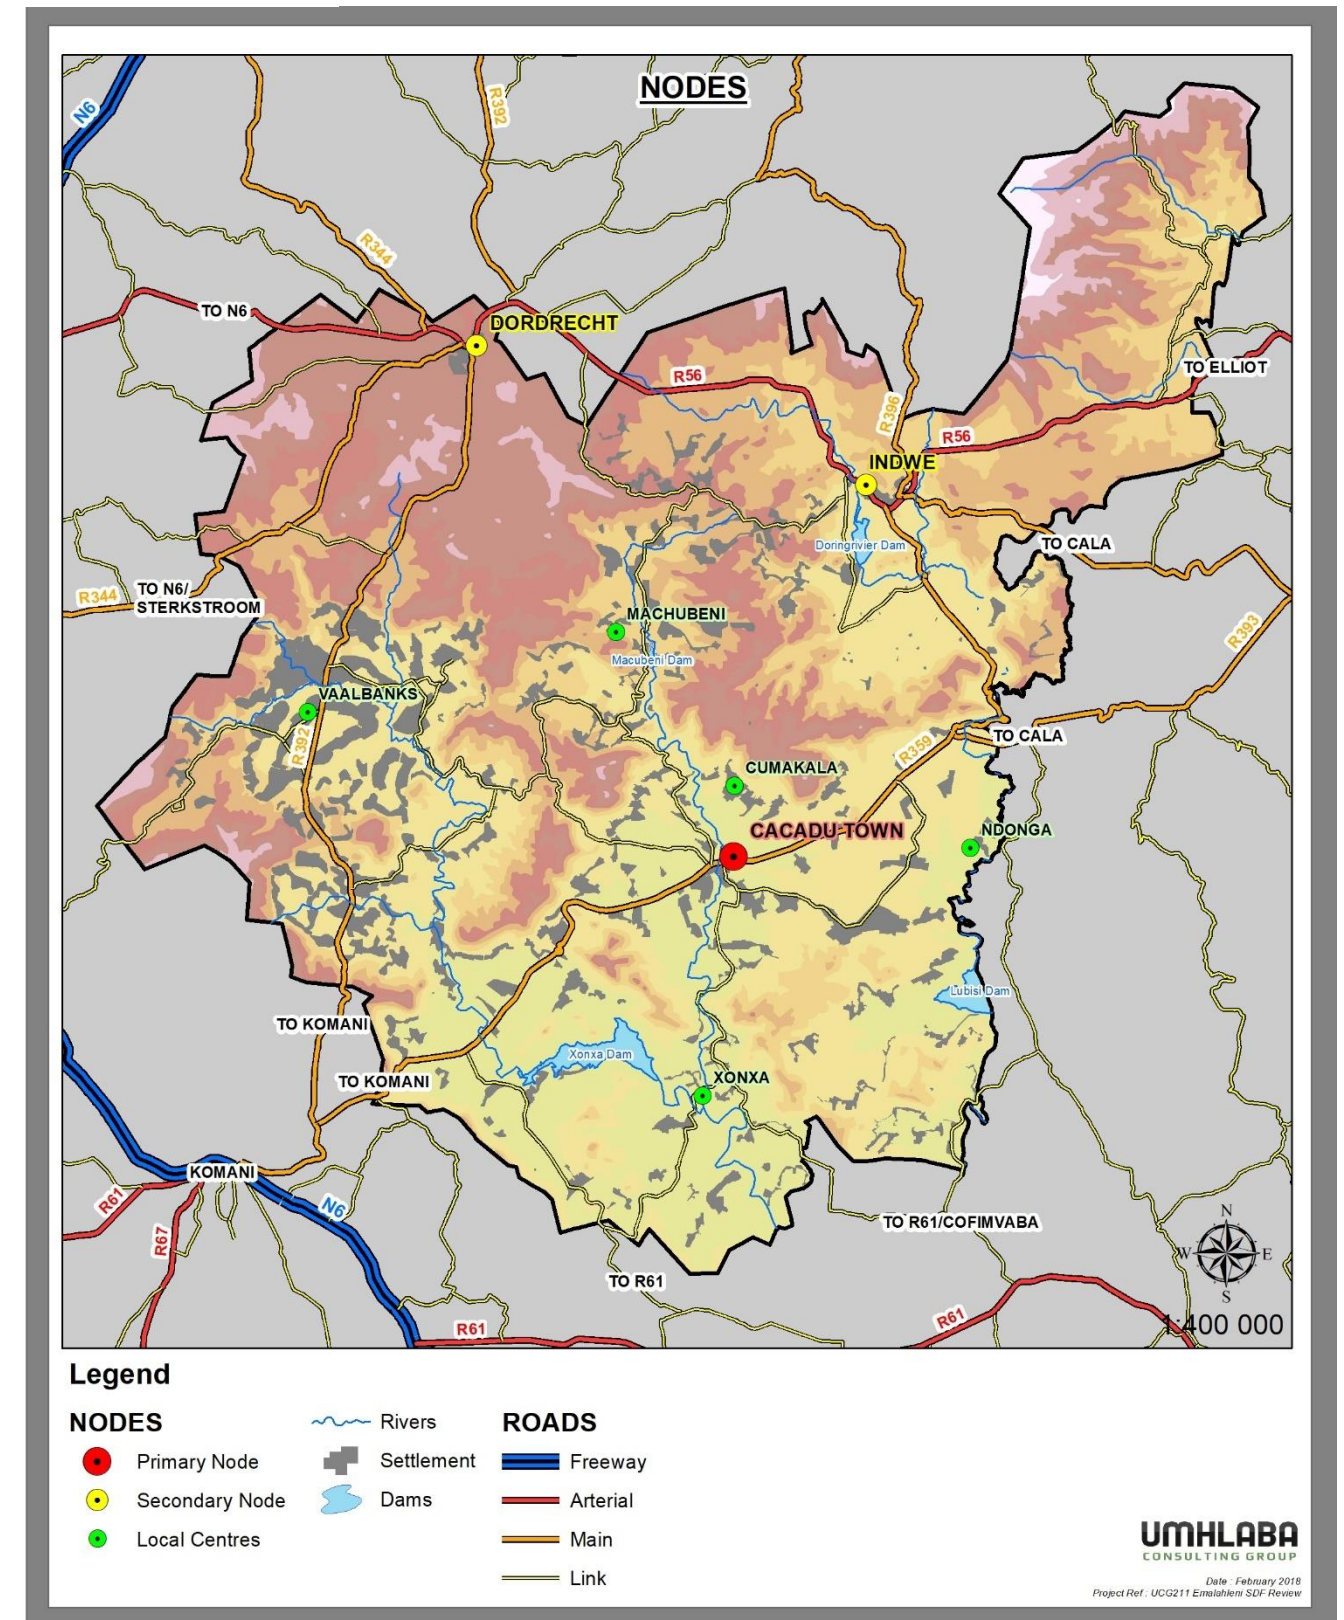 NODES
N6
R392
R344
TO N6
DORDRECHT
R56
TO ELLIOT
R396
R56
INDWE
Doringrivier Dam
TO CALA
TO N6/
STERKSTROOM
R344
MACHUBENI
R393
Macubeni Dam
VAALBANKS
R392
TO CALA
R359
CUMAKALA
CACADU TOWN
NDONGA
Lubisi Dam
TO KOMANI
Xonxa Dam
TO KOMANI
XONXA
KOMANI
R61
N6
R67
TO R61/COFIMVABA
TO R61
R61
R61
N
W
E
S
1:400 000
Legend
NODES
Primary Node
Secondary Node
Local Centres
Rivers
Settlement
Dams
ROADS
Freeway
Arterial
Main
Link
UMHLABA
CONSULTING GROUP
Date : February 2018
Project Ref : UCG211 Emalahleni SDF Review